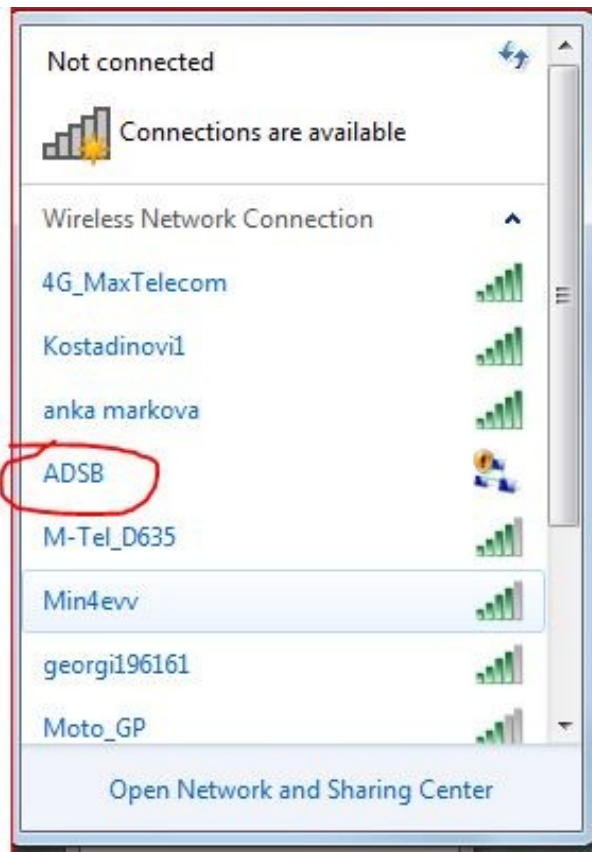 Not connected
Connections are available
Wireless Network Connection
4G_MaxTelecom
Kostadinovi1
anka markova
ADSB
M-Tel_D635
Min4evv
georgi196161
Moto_GP
Open Network and Sharing Center